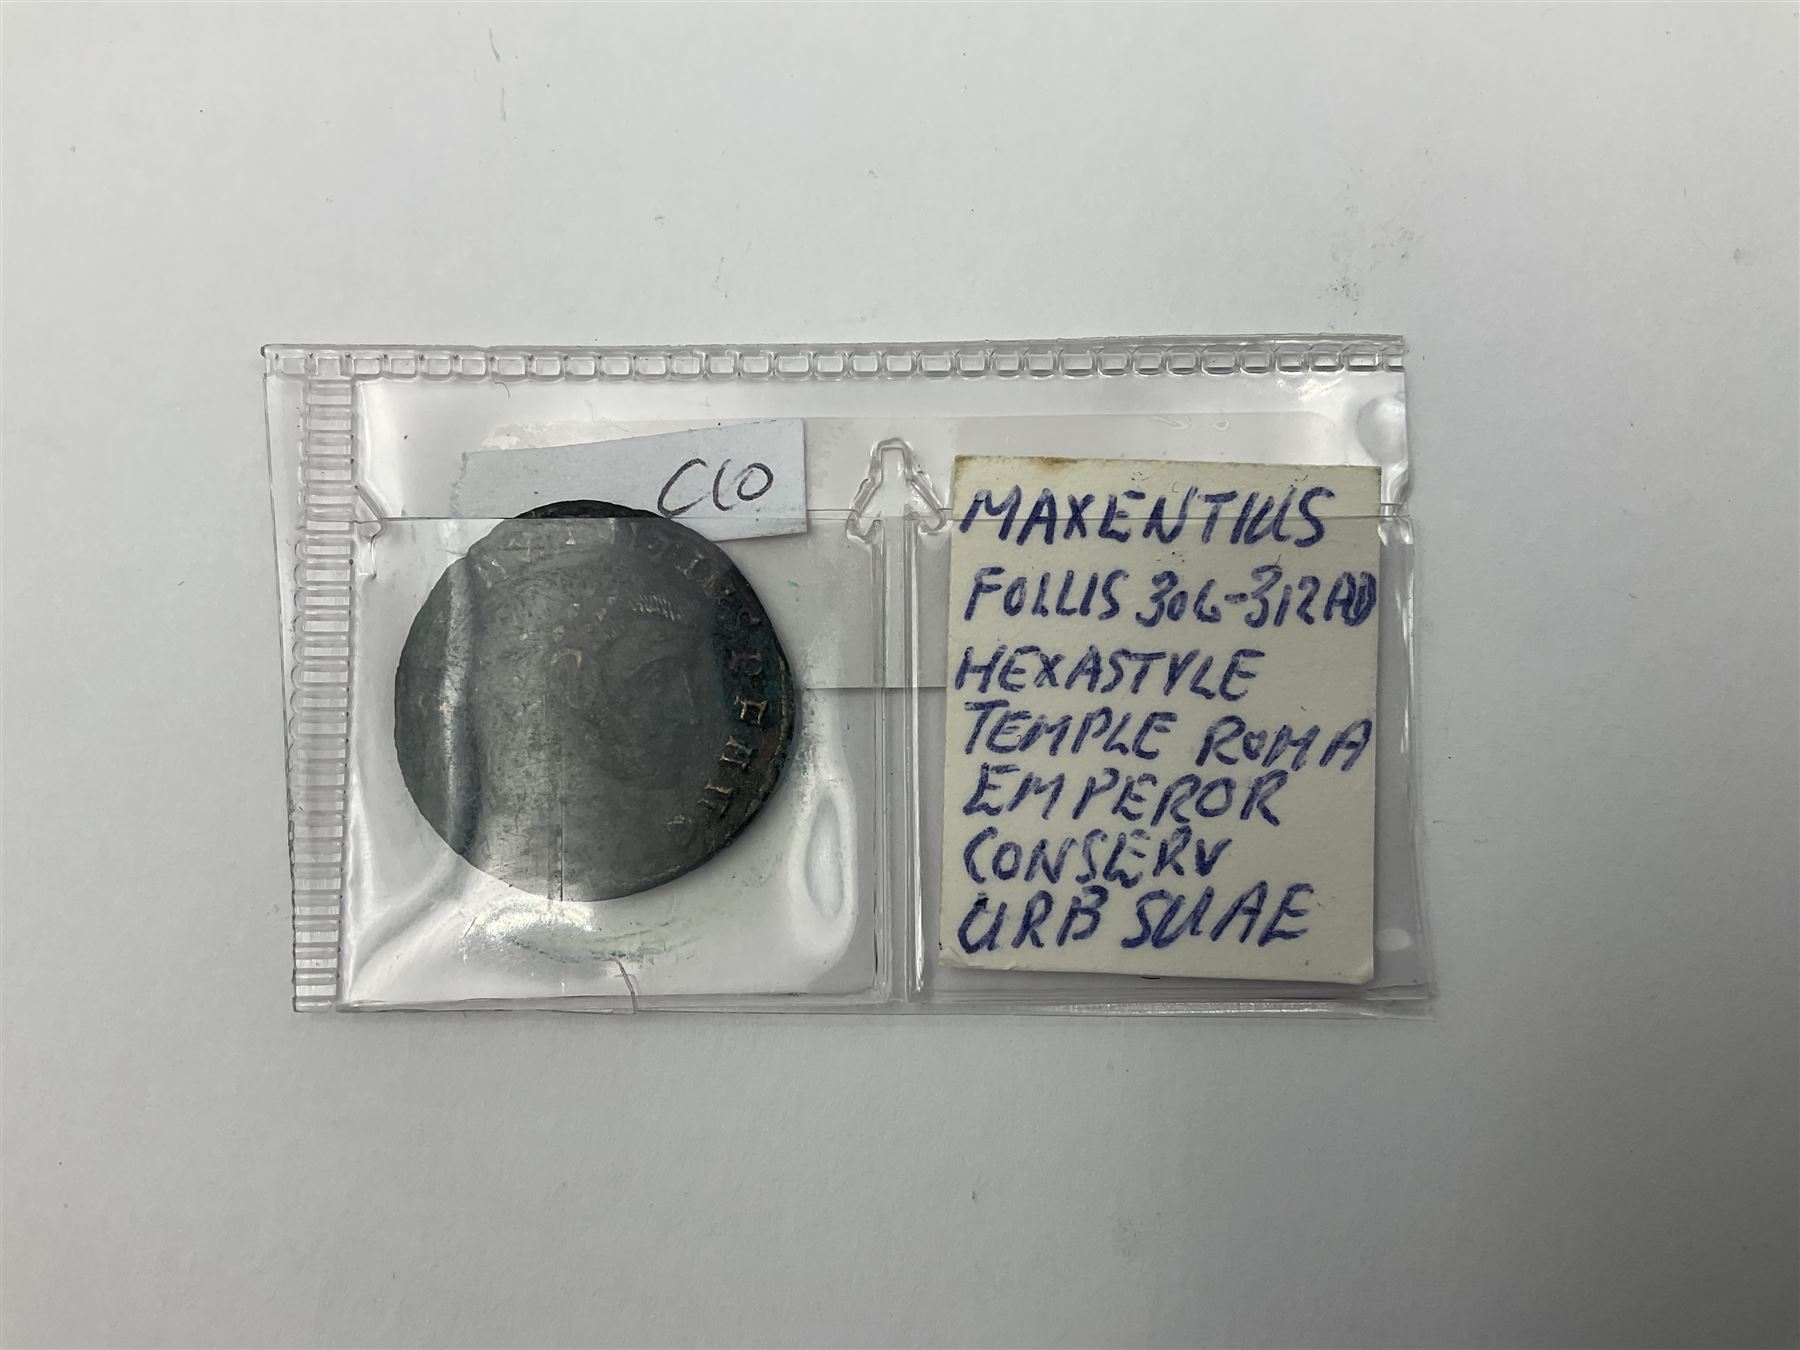 C10
MAXENTIUS
FOLLIS 306-312AD
HEXASTYLE
TEMPLE ROMA
EMPEROR
CONSERV
URB SUAE